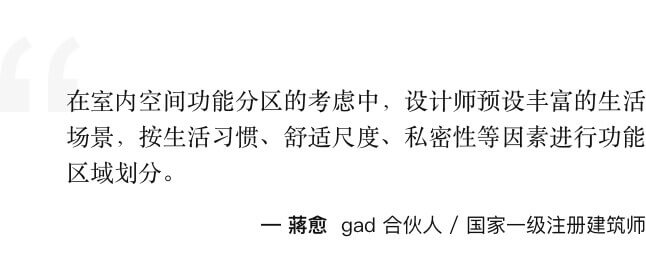 在室内空间功能分区的考虑中，设计师预设丰富的生活
场景，按生活习惯、舒适尺度、私密性等因素进行功能
区域划分。
— 蔣愈 gad 合伙人 / 国家一级注册建筑师